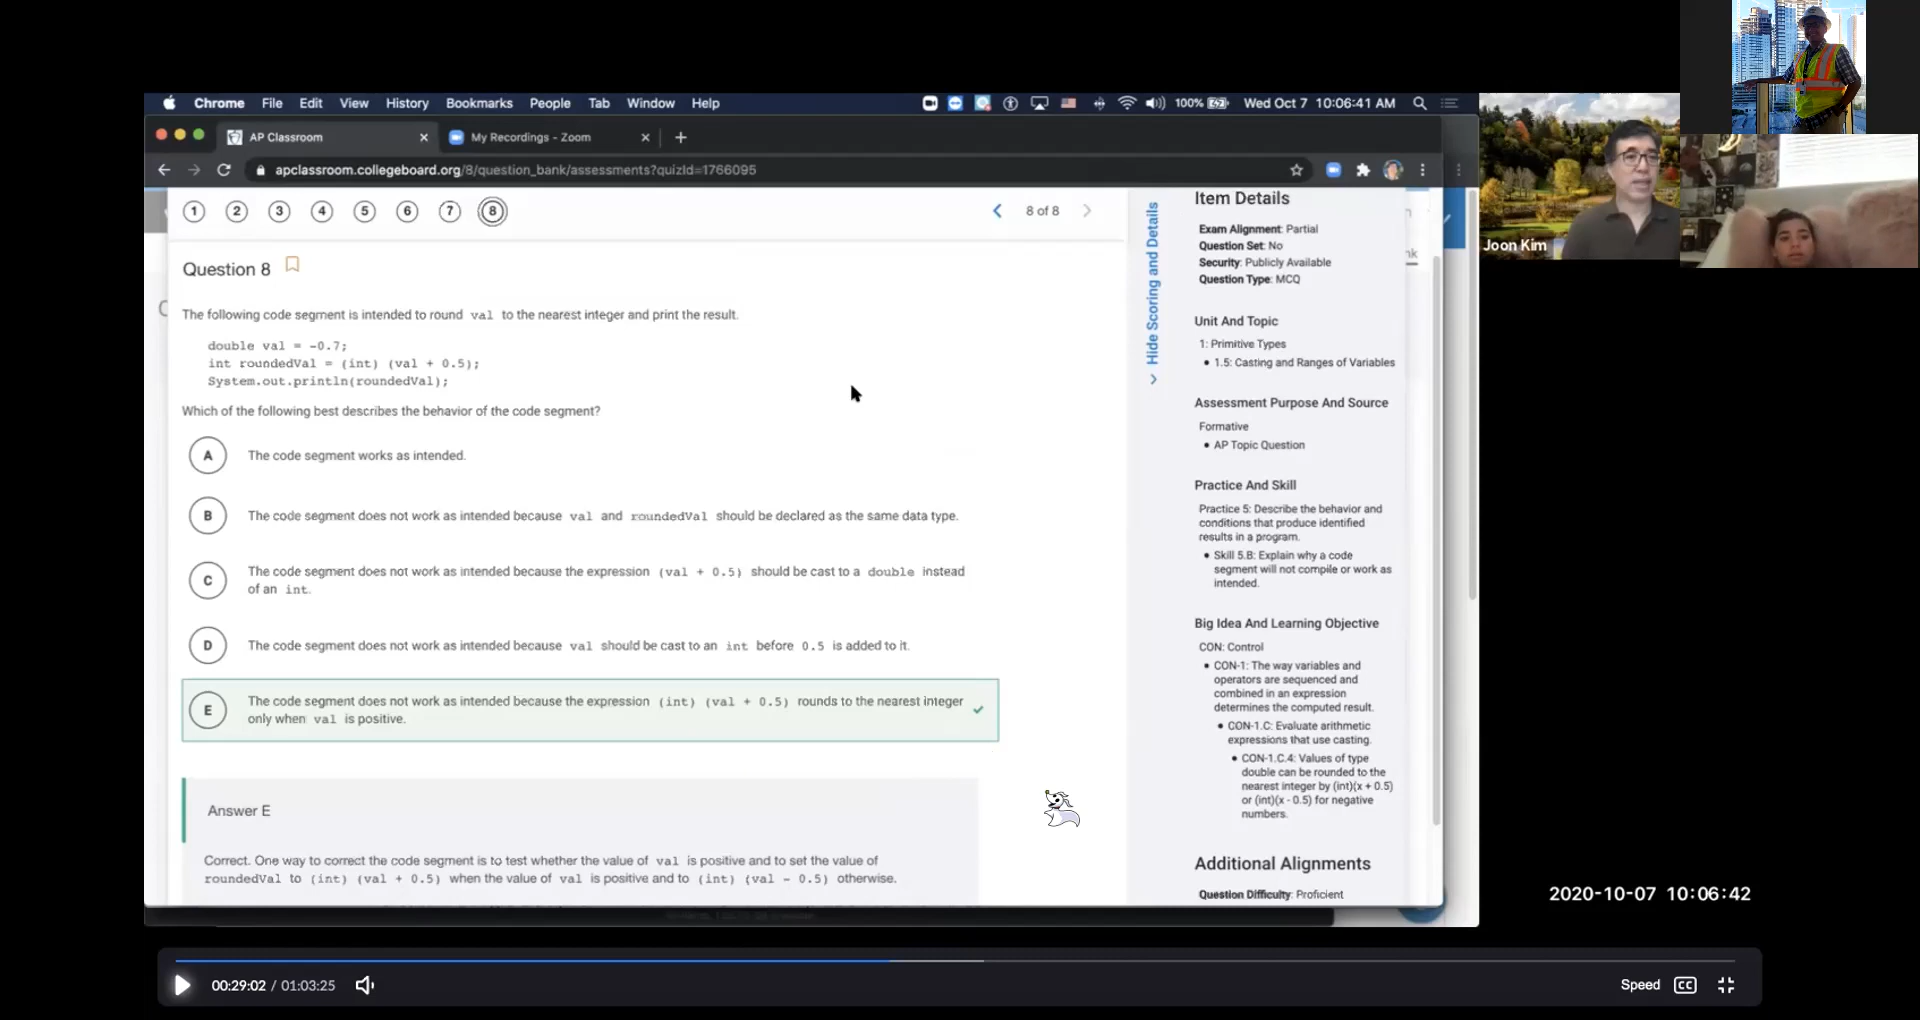 Chrome File Edit View History Bookmarks People Tab Window Help 100% Wed Oct 7 10:06:41 AM
AP Classroom My Recordings - Zoom
apclassroom.collegeboard.org/8/question_bank/assessments?quizId=1766095
1 2 3 4 5 6 7 8 8 of 8
Question 8
The following code segment is intended to round val to the nearest integer and print the result.
double val = -0.7;
int roundedVal = (int) (val + 0.5);
System.out.println(roundedVal);
Which of the following best describes the behavior of the code segment?
A The code segment works as intended.
B The code segment does not work as intended because val and roundedVal should be declared as the same data type.
C The code segment does not work as intended because the expression (val + 0.5) should be cast to a double instead
of an int.
D The code segment does not work as intended because val should be cast to an int before 0.5 is added to it.
E The code segment does not work as intended because the expression (int) (val + 0.5) rounds to the nearest integer
only when val is positive.
Answer E
Correct. One way to correct the code segment is to test whether the value of val is positive and to set the value of
roundedVal to (int) (val + 0.5) when the value of val is positive and to (int) (val - 0.5) otherwise.
Hide Scoring and Details
Item Details
Exam Alignment: Partial
Question Set: No
Security: Publicly Available
Question Type: MCQ
Unit And Topic
1: Primitive Types
• 1.5: Casting and Ranges of Variables
Assessment Purpose And Source
Formative
• AP Topic Question
Practice And Skill
Practice 5: Describe the behavior and
conditions that produce identified
results in a program.
• Skill 5.B: Explain why a code
segment will not compile or work as
intended.
Big Idea And Learning Objective
CON: Control
• CON-1: The way variables and
operators are sequenced and
combined in an expression
determines the computed result.
• CON-1.C: Evaluate arithmetic
expressions that use casting.
• CON-1.C.4: Values of type
double can be rounded to the
nearest integer by (int)(x + 0.5)
or (int)(x - 0.5) for negative
numbers.
Additional Alignments
Question Difficulty: Proficient
Joon Kim
2020-10-07 10:06:42
00:29:02 / 01:03:25
Speed CC